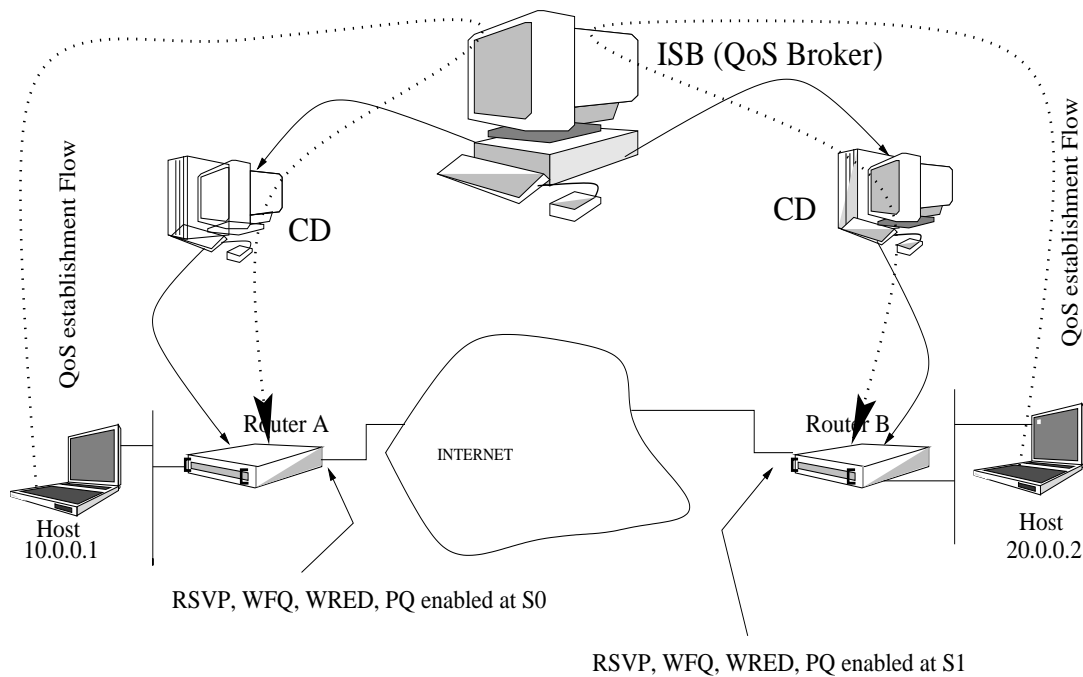 ISB (QoS Broker)
QoS establishment Flow
QoS establishment Flow
CD
CD
Router A
Router B
INTERNET
Host
10.0.0.1
Host
20.0.0.2
RSVP, WFQ, WRED, PQ enabled at S0
RSVP, WFQ, WRED, PQ enabled at S1